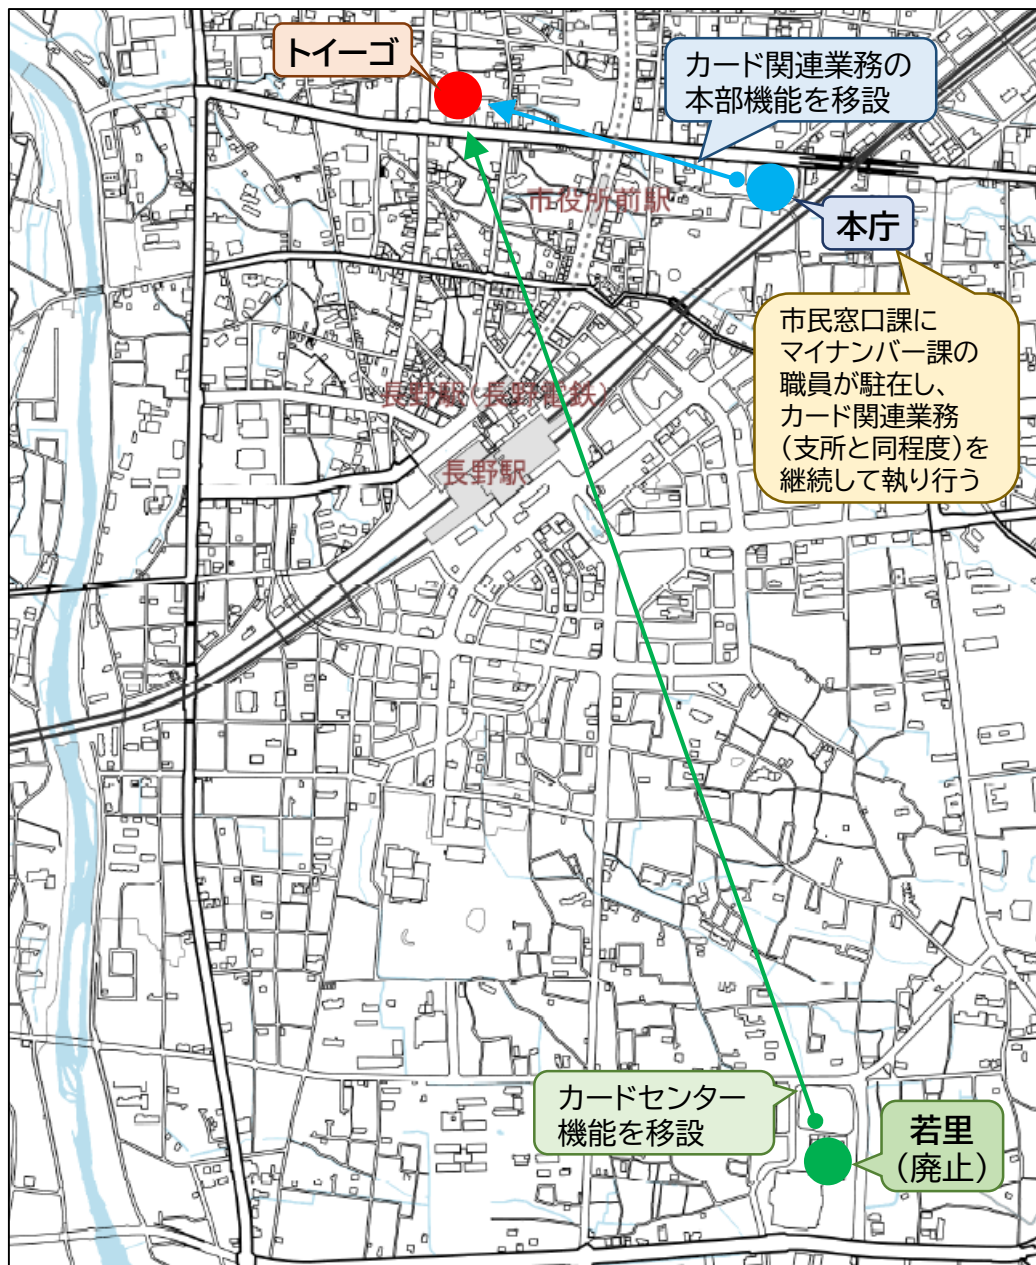 トイーゴ
カード関連業務の
本部機能を移設
市役所前駅
本庁
市民窓口課に
マイナンバー課の
職員が駐在し、
カード関連業務
（支所と同程度）を
継続して執り行う
長野駅（長野電鉄）
長野駅
カードセンター
機能を移設
若里
（廃止）